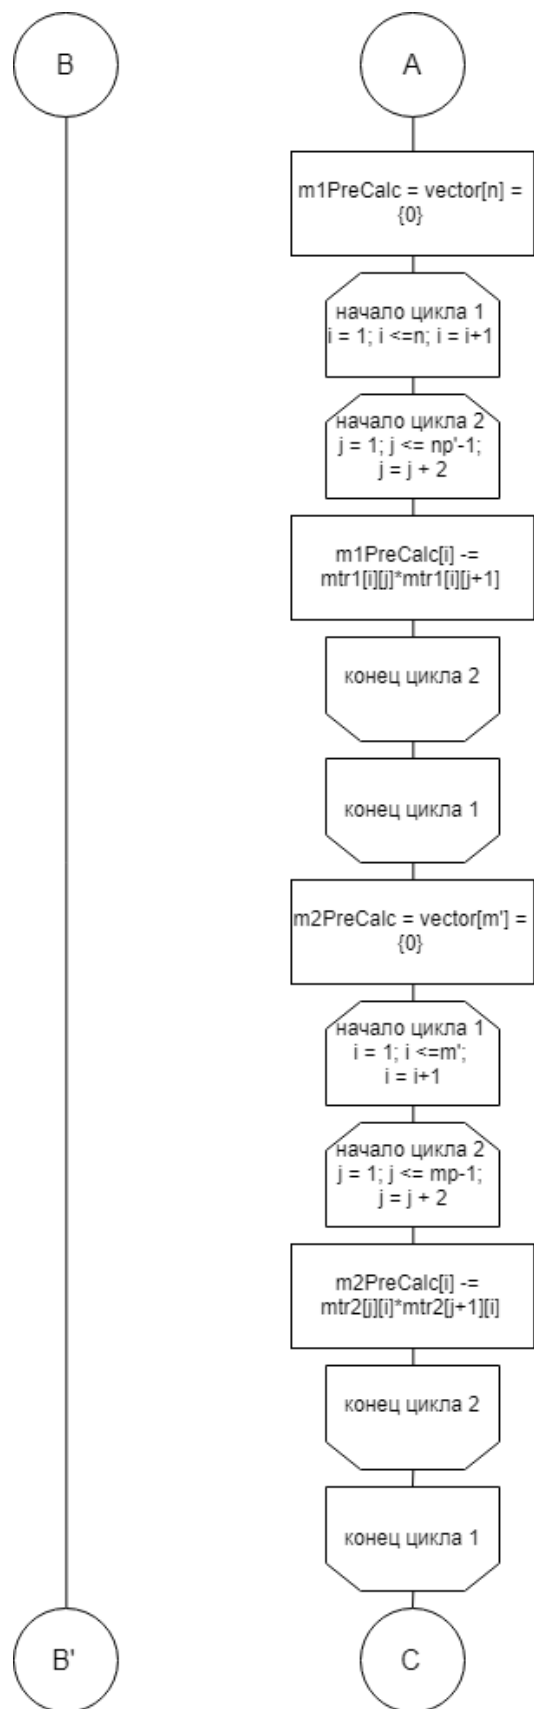 B
A
m1PreCalc = vector[n] =
{0}
начало цикла 1
i = 1; i <=n; i = i+1
начало цикла 2
j = 1; j <= np'-1;
j = j + 2
m1PreCalc[i] -=
mtr1[i][j]*mtr1[i][j+1]
конец цикла 2
конец цикла 1
m2PreCalc = vector[m'] =
{0}
начало цикла 1
i = 1; i <=m';
i = i+1
начало цикла 2
j = 1; j <= mp-1;
j = j + 2
m2PreCalc[i] -=
mtr2[j][i]*mtr2[j+1][i]
конец цикла 2
конец цикла 1
B'
C